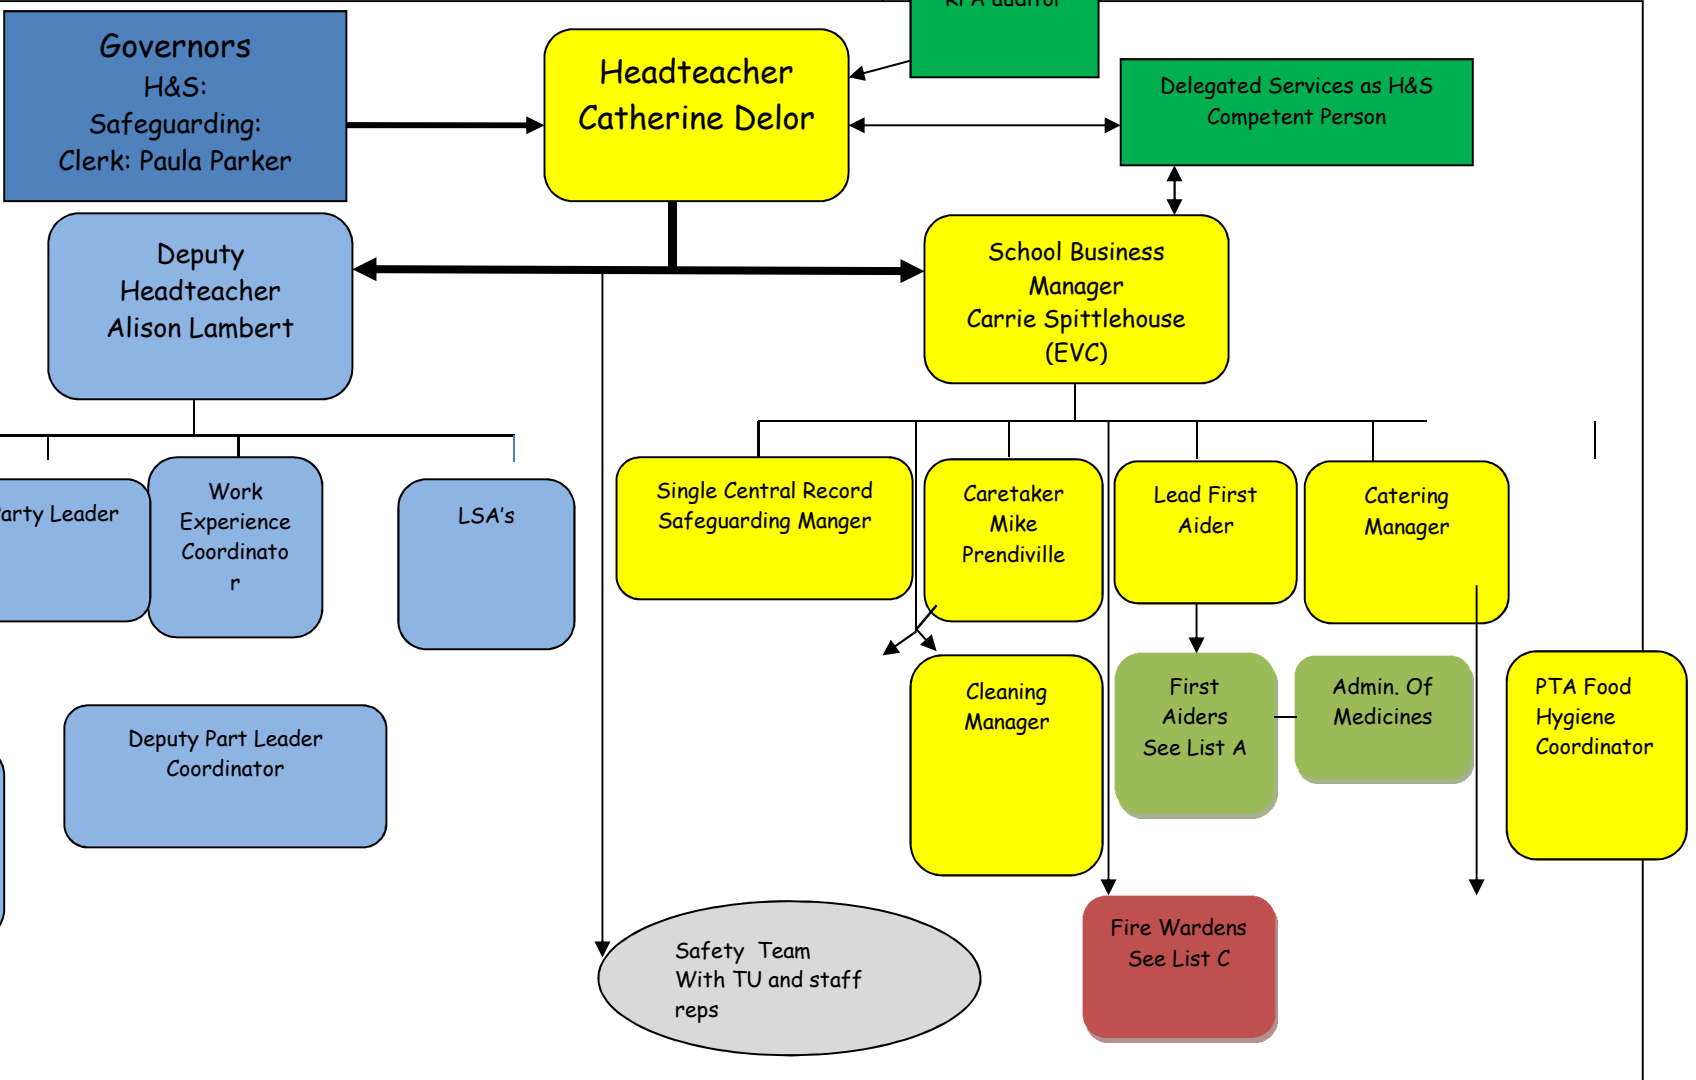 auditor
Governors
H&S:
Safeguarding:
Clerk: Paula Parker
Headteacher
Catherine Delor
Delegated Services as H&S
Competent Person
Deputy
Headteacher
Alison Lambert
School Business
Manager
Carrie Spittlehouse
(EVC)
Leader
Work
Experience
Coordinato
r
LSA's
Single Central Record
Safeguarding Manger
Caretaker
Mike
Prendiville
Lead First
Aider
Catering
Manager
Deputy Part Leader
Coordinator
Cleaning
Manager
First
Aiders
See List A
Admin. Of
Medicines
PTA Food
Hygiene
Coordinator
Safety Team
With TU and staff
reps
Fire Wardens
See List C